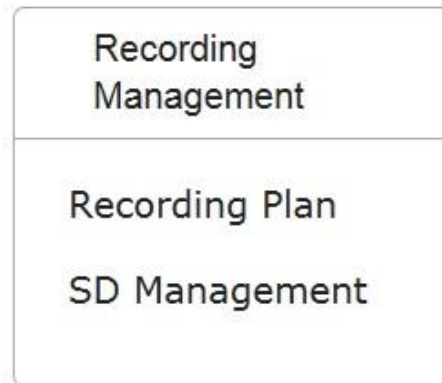 Recording
Management
Recording Plan
SD Management